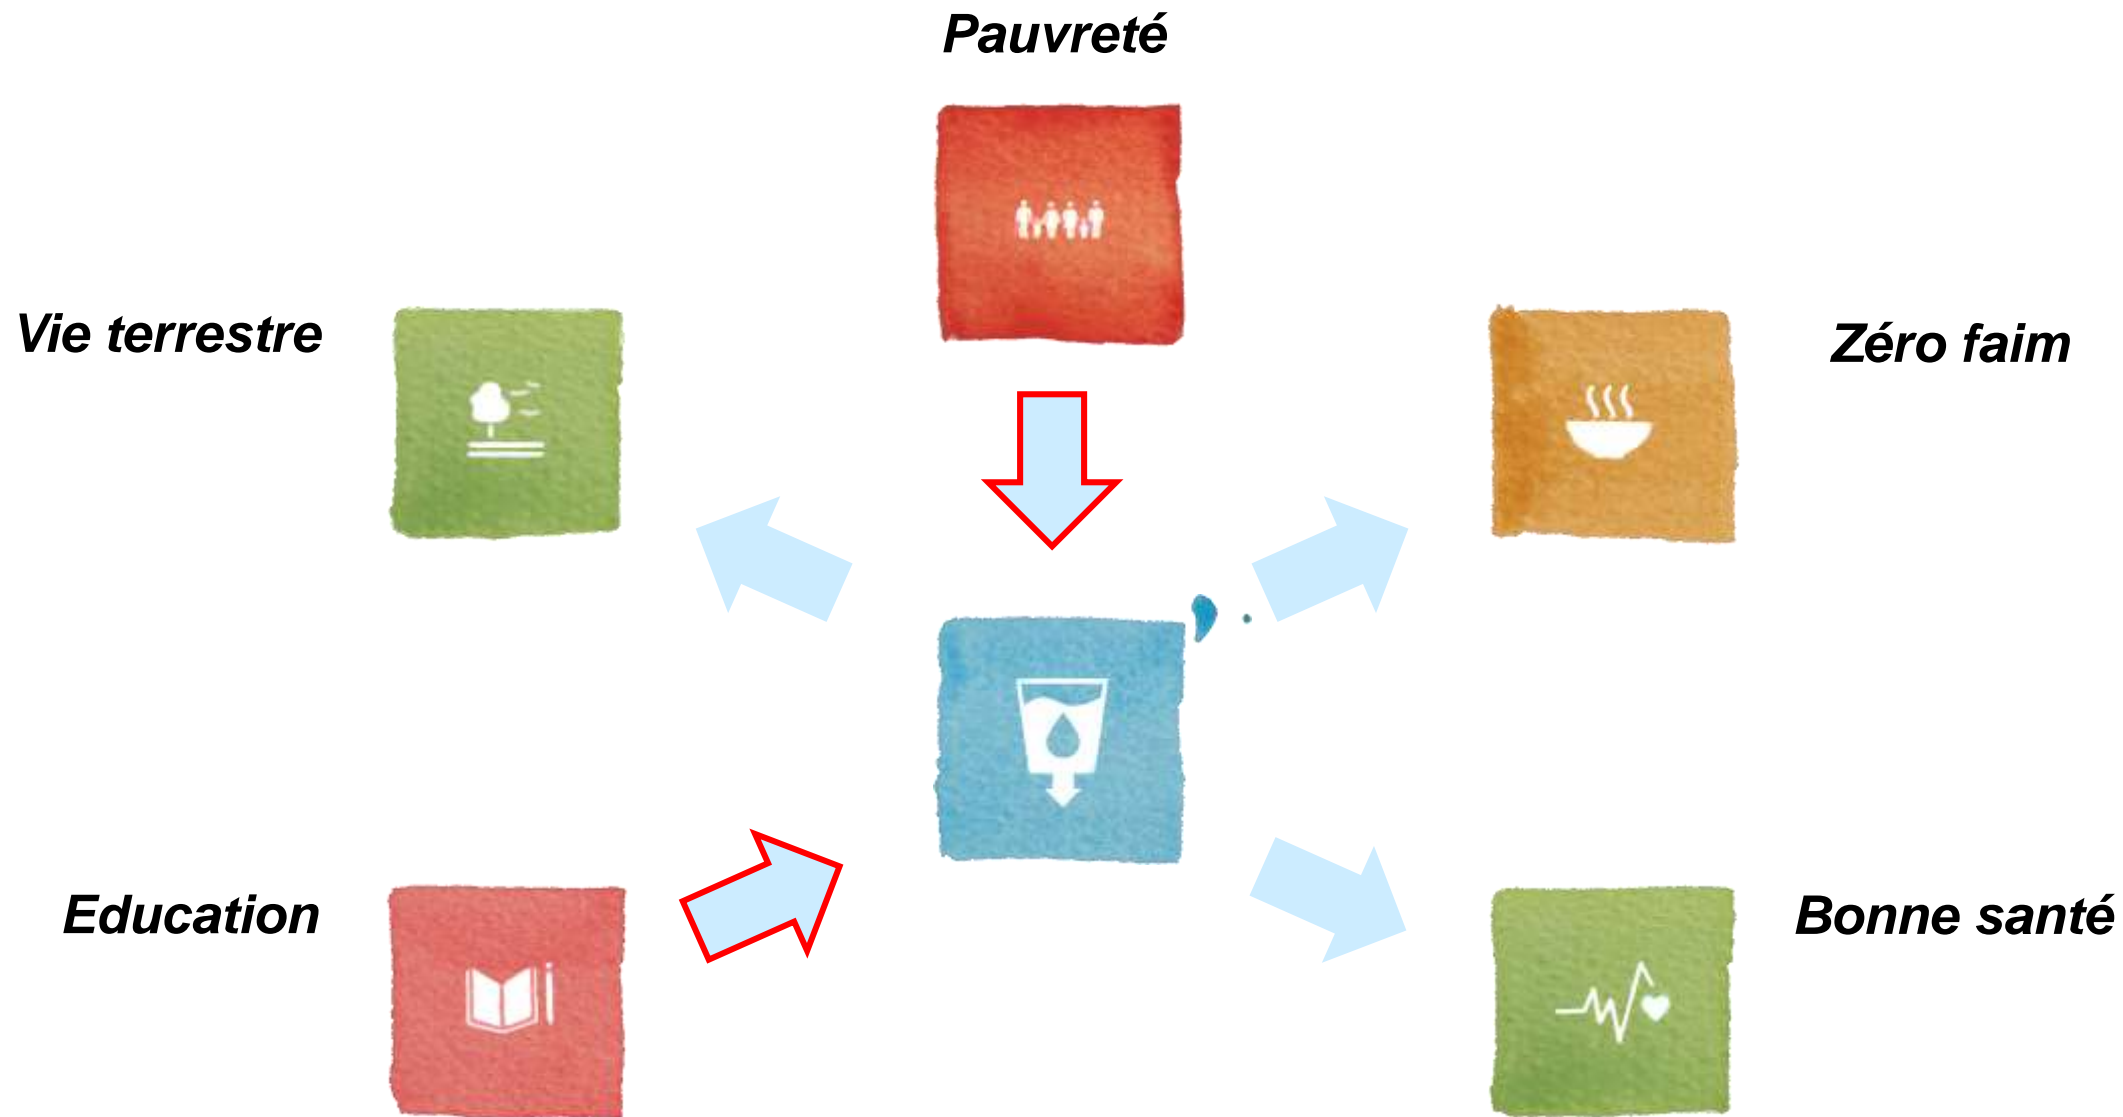 Pauvreté
Vie terrestre
Zéro faim
Education
Bonne santé